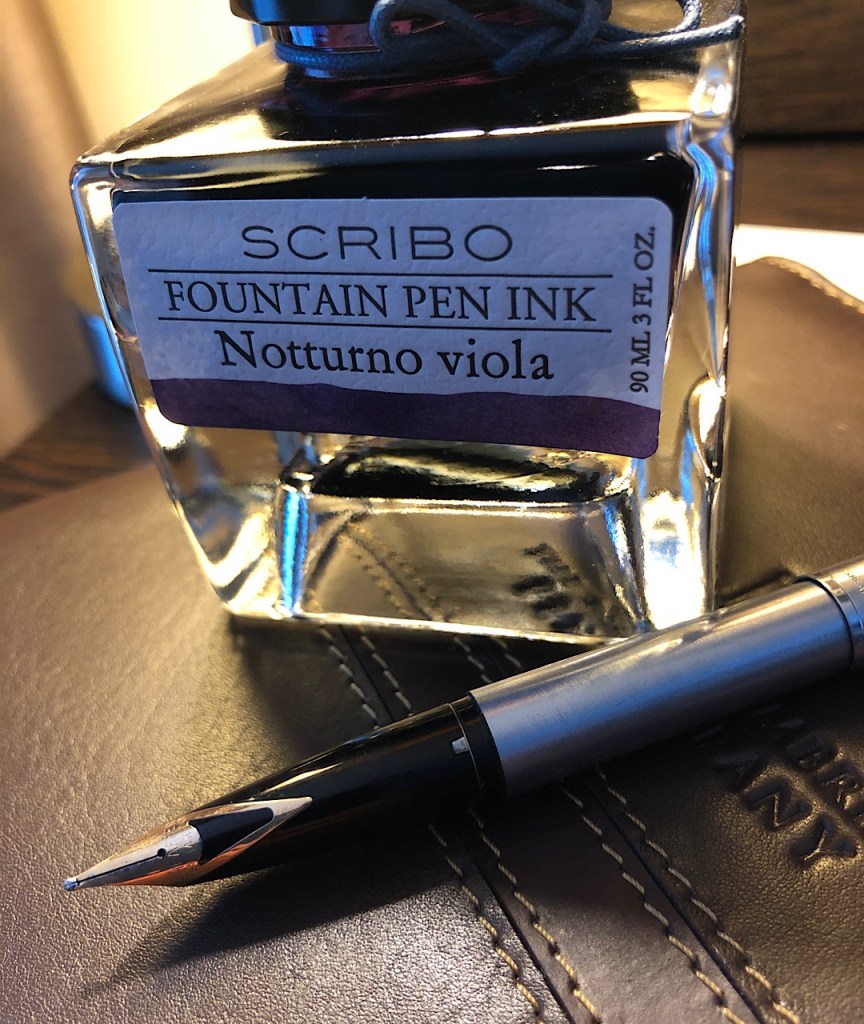 SCRIBO
FOUNTAIN PEN INK
Notturno viola
90 ML 3 FL OZ.